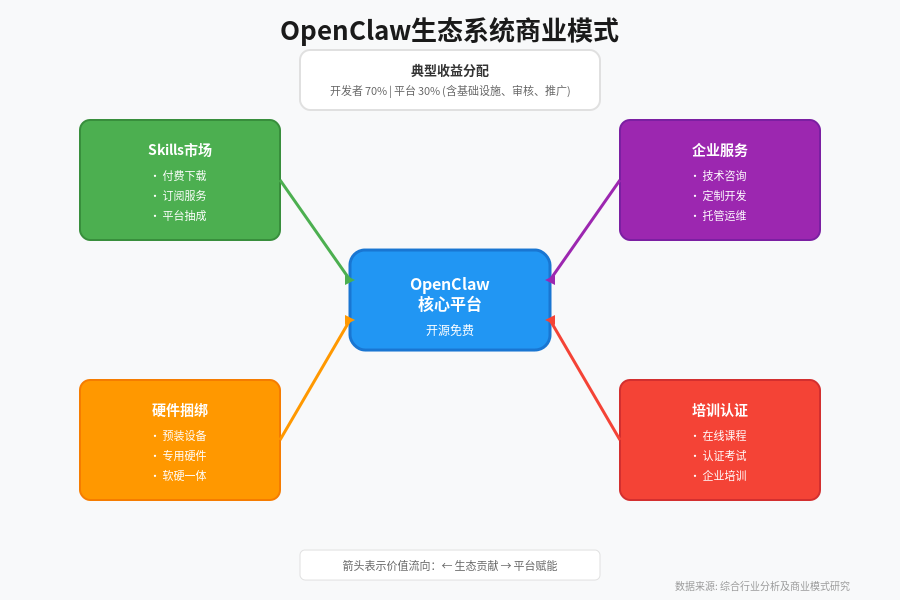 OpenClaw生态系统商业模式
典型收益分配
开发者 70% | 平台 30% (含基础设施、审核、推广)
Skills市场
· 付费下载
· 订阅服务
· 平台抽成
企业服务
· 技术咨询
· 定制开发
· 托管运维
OpenClaw
核心平台
开源免费
硬件捆绑
· 预装设备
· 专用硬件
· 软硬一体
培训认证
· 在线课程
· 认证考试
· 企业培训
箭头表示价值流向: ← 生态贡献 → 平台赋能
数据来源: 综合行业分析及商业模式研究